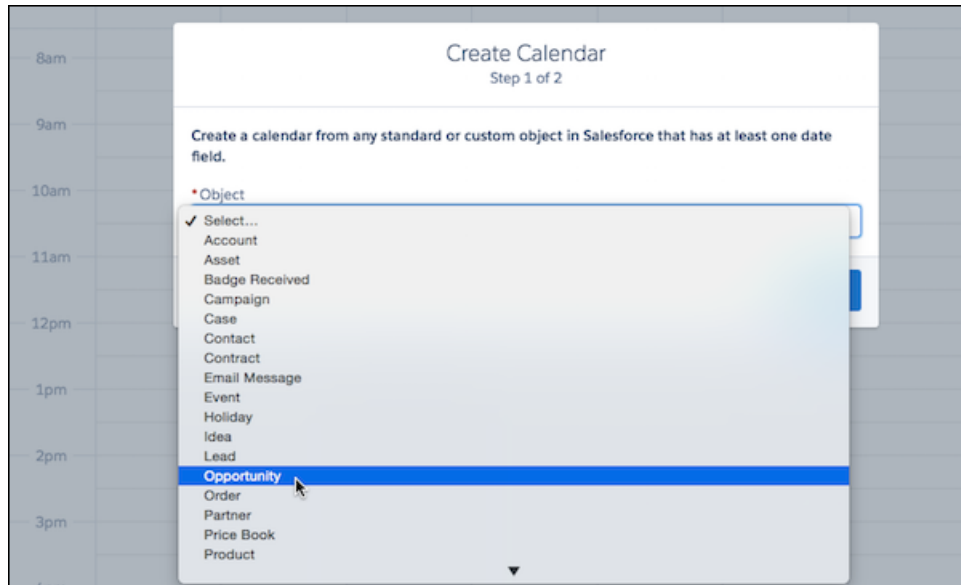 Create Calendar
Step 1 of 2
8am
9am
Create a calendar from any standard or custom object in Salesforce that has at least one date
field.
10am
*Object
✓ Select...
Account
Asset
11am
Badge Received
Campaign
Case
12pm
Contact
Contract
Email Message
1pm
Event
Holiday
Idea
2pm
Lead
Opportunity
Order
3pm
Partner
Price Book
Product